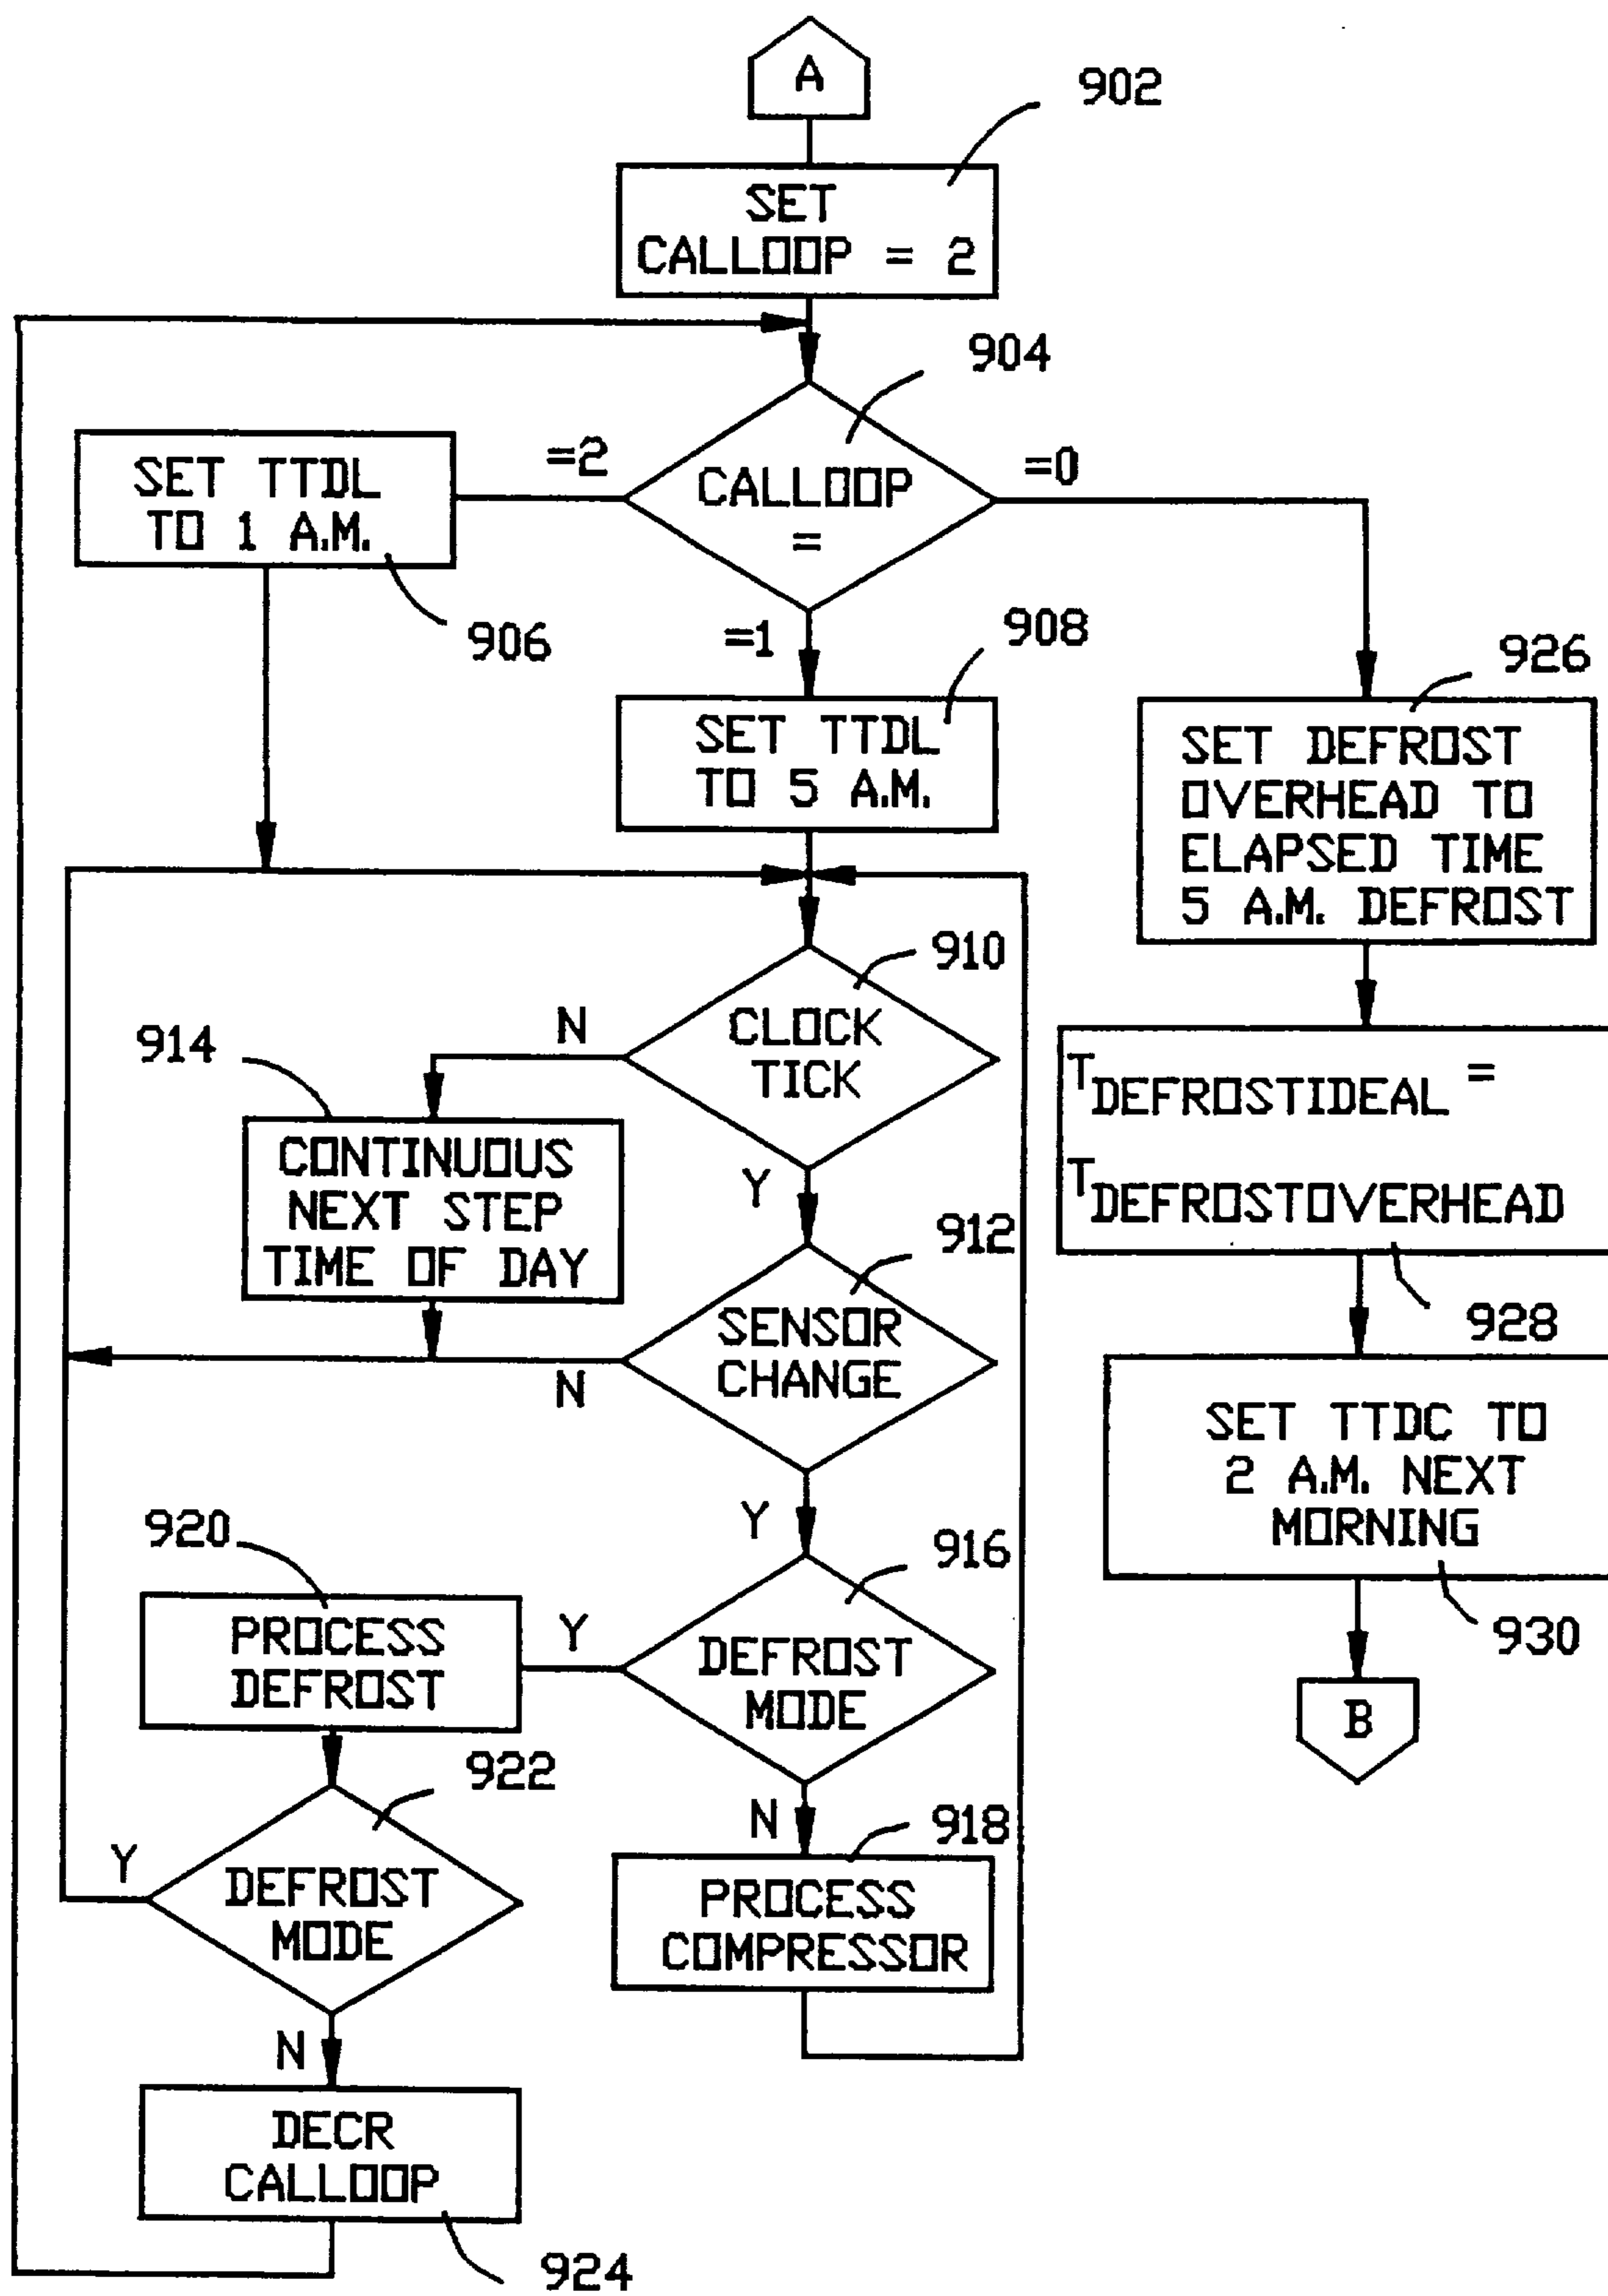 A
902
SET
CALLOOP = 2
904
=2
CALLOOP
=
=0
SET TTDL
TO 1 A.M.
906
=1
908
926
SET TTDL
TO 5 A.M.
SET DEFROST
OVERHEAD TO
ELAPSED TIME
5 A.M. DEFROST
910
N
CLOCK
TICK
914
TDEFROSTIDEAL =
TDEFROSTOVERHEAD
928
CONTINUOUS
NEXT STEP
TIME OF DAY
Y
912
SENSOR
CHANGE
N
SET TTDC TO
2 A.M. NEXT
MORNING
930
Y
916
920
PROCESS
DEFROST
Y
DEFROST
MODE
B
922
N
918
Y
DEFROST
MODE
PROCESS
COMPRESSOR
N
DECR
CALLOOP
924